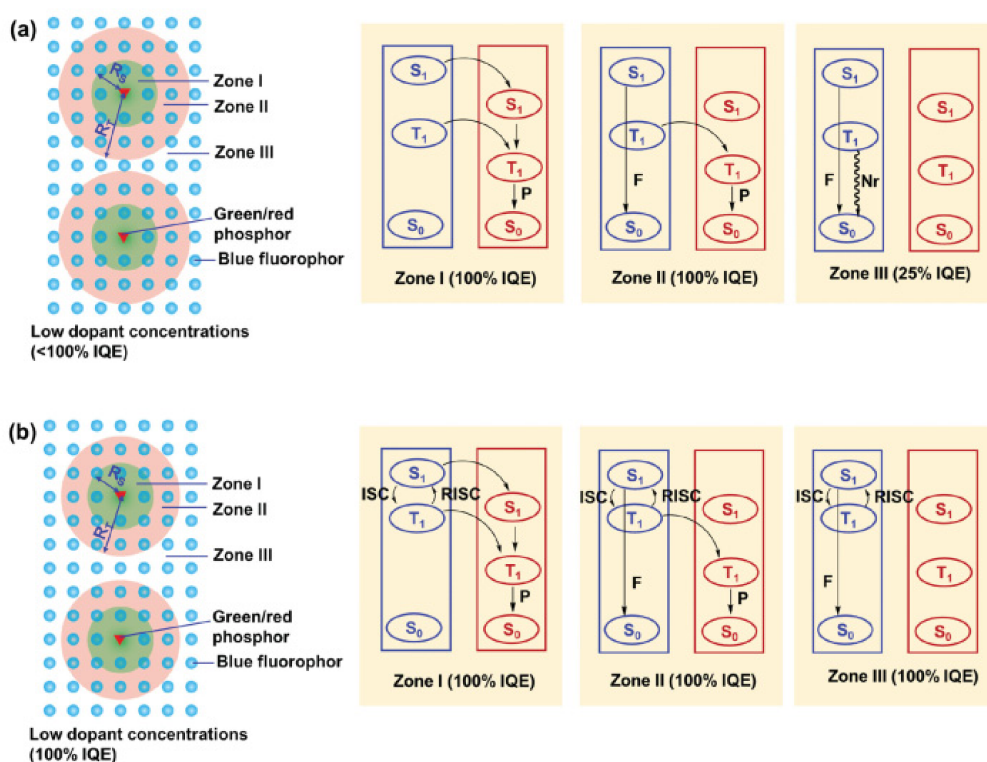 (a)
R_S
R_T
Zone I
Zone II
Zone III
Green/red
phosphor
Blue fluorophor
Low dopant concentrations
(<100% IQE)
S₁
T₁
S₀
S₁
T₁
P
S₀
Zone I (100% IQE)
S₁
T₁
F
S₀
S₁
T₁
P
S₀
Zone II (100% IQE)
S₁
T₁
F
Nr
S₀
S₁
T₁
S₀
Zone III (25% IQE)
(b)
R_S
R_T
Zone I
Zone II
Zone III
Green/red
phosphor
Blue fluorophor
Low dopant concentrations
(100% IQE)
S₁
ISC
RISC
T₁
S₀
S₁
T₁
P
S₀
Zone I (100% IQE)
S₁
ISC
RISC
T₁
F
S₀
S₁
T₁
P
S₀
Zone II (100% IQE)
S₁
ISC
RISC
T₁
F
S₀
S₁
T₁
S₀
Zone III (100% IQE)